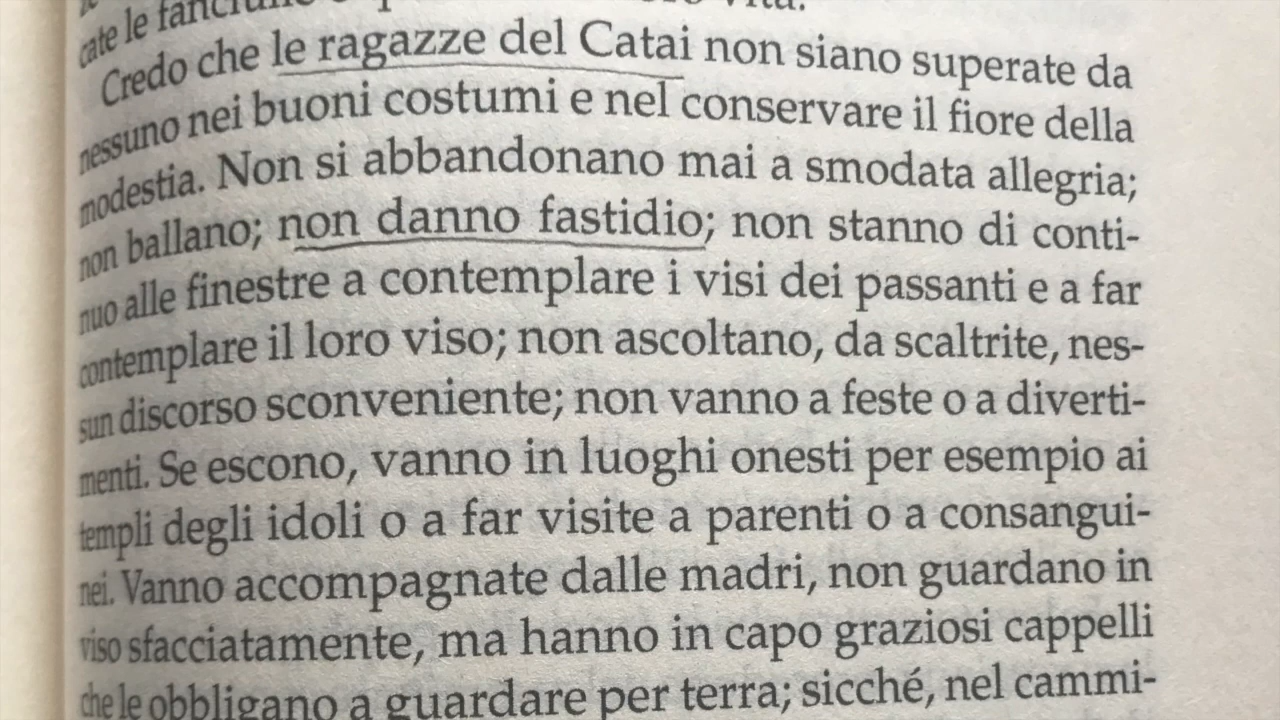 cate le
vita.
Credo che le ragazze del Catai non siano superate da
nessuno nei buoni costumi e nel conservare il fiore della
modestia. Non si abbandonano mai a smodata allegria;
non ballano; non danno fastidio; non stanno di conti-
nuo alle finestre a contemplare i visi dei passanti e a far
contemplare il loro viso; non ascoltano, da scaltrite, nes-
sun discorso sconveniente; non vanno a feste o a diverti-
menti. Se escono, vanno in luoghi onesti per esempio ai
templi degli idoli o a far visite a parenti o a consangui-
nei. Vanno accompagnate dalle madri, non guardano in
viso sfacciatamente, ma hanno in capo graziosi cappelli
che le obbligano a guardare per terra; sicché, nel cammi-